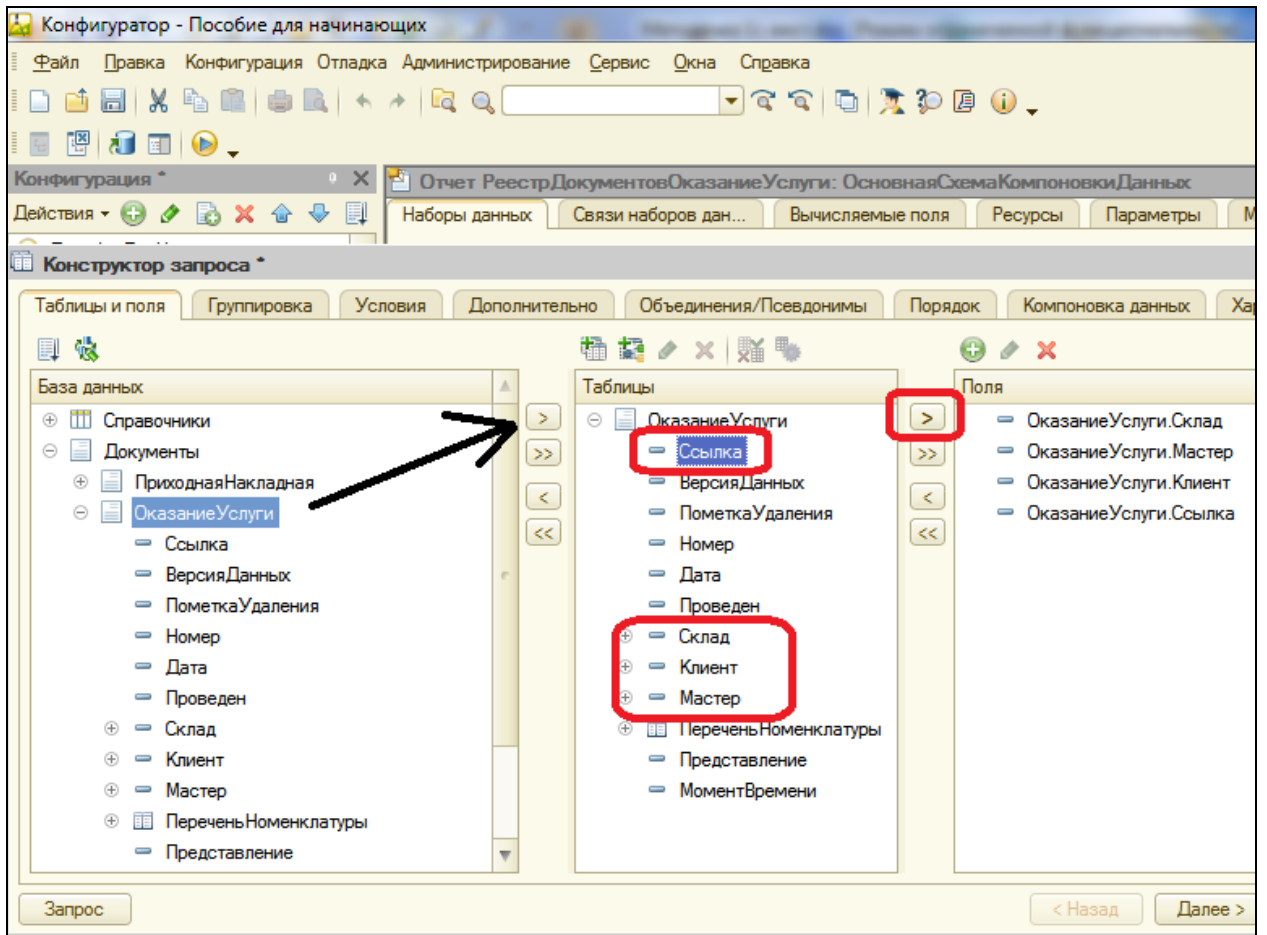 Конфигуратор - Пособие для начинающих
Файл Правка Конфигурация Отладка Администрирование Сервис Окна Справка
Конфигурация *
Отчет РеестрДокументовОказаниеУслуги: ОсновнаяСхемаКомпоновкиДанных
Действия
Наборы данных Связи наборов дан... Вычисляемые поля Ресурсы Параметры
Конструктор запроса *
Таблицы и поля Группировка Условия Дополнительно Объединения/Псевдонимы Порядок Компоновка данных
База данных
Справочники
Документы
ПриходнаяНакладная
ОказаниеУслуги
Ссылка
ВерсияДанных
ПометкаУдаления
Номер
Дата
Проведен
Склад
Клиент
Мастер
ПереченьНоменклатуры
Представление
>
>>
<
<<
Таблицы
ОказаниеУслуги
Ссылка
ВерсияДанных
ПометкаУдаления
Номер
Дата
Проведен
Склад
Клиент
Мастер
ПереченьНоменклатуры
Представление
МоментВремени
>
>>
<
<<
Поля
ОказаниеУслуги.Склад
ОказаниеУслуги.Мастер
ОказаниеУслуги.Клиент
ОказаниеУслуги.Ссылка
Запрос
< Назад Далее >